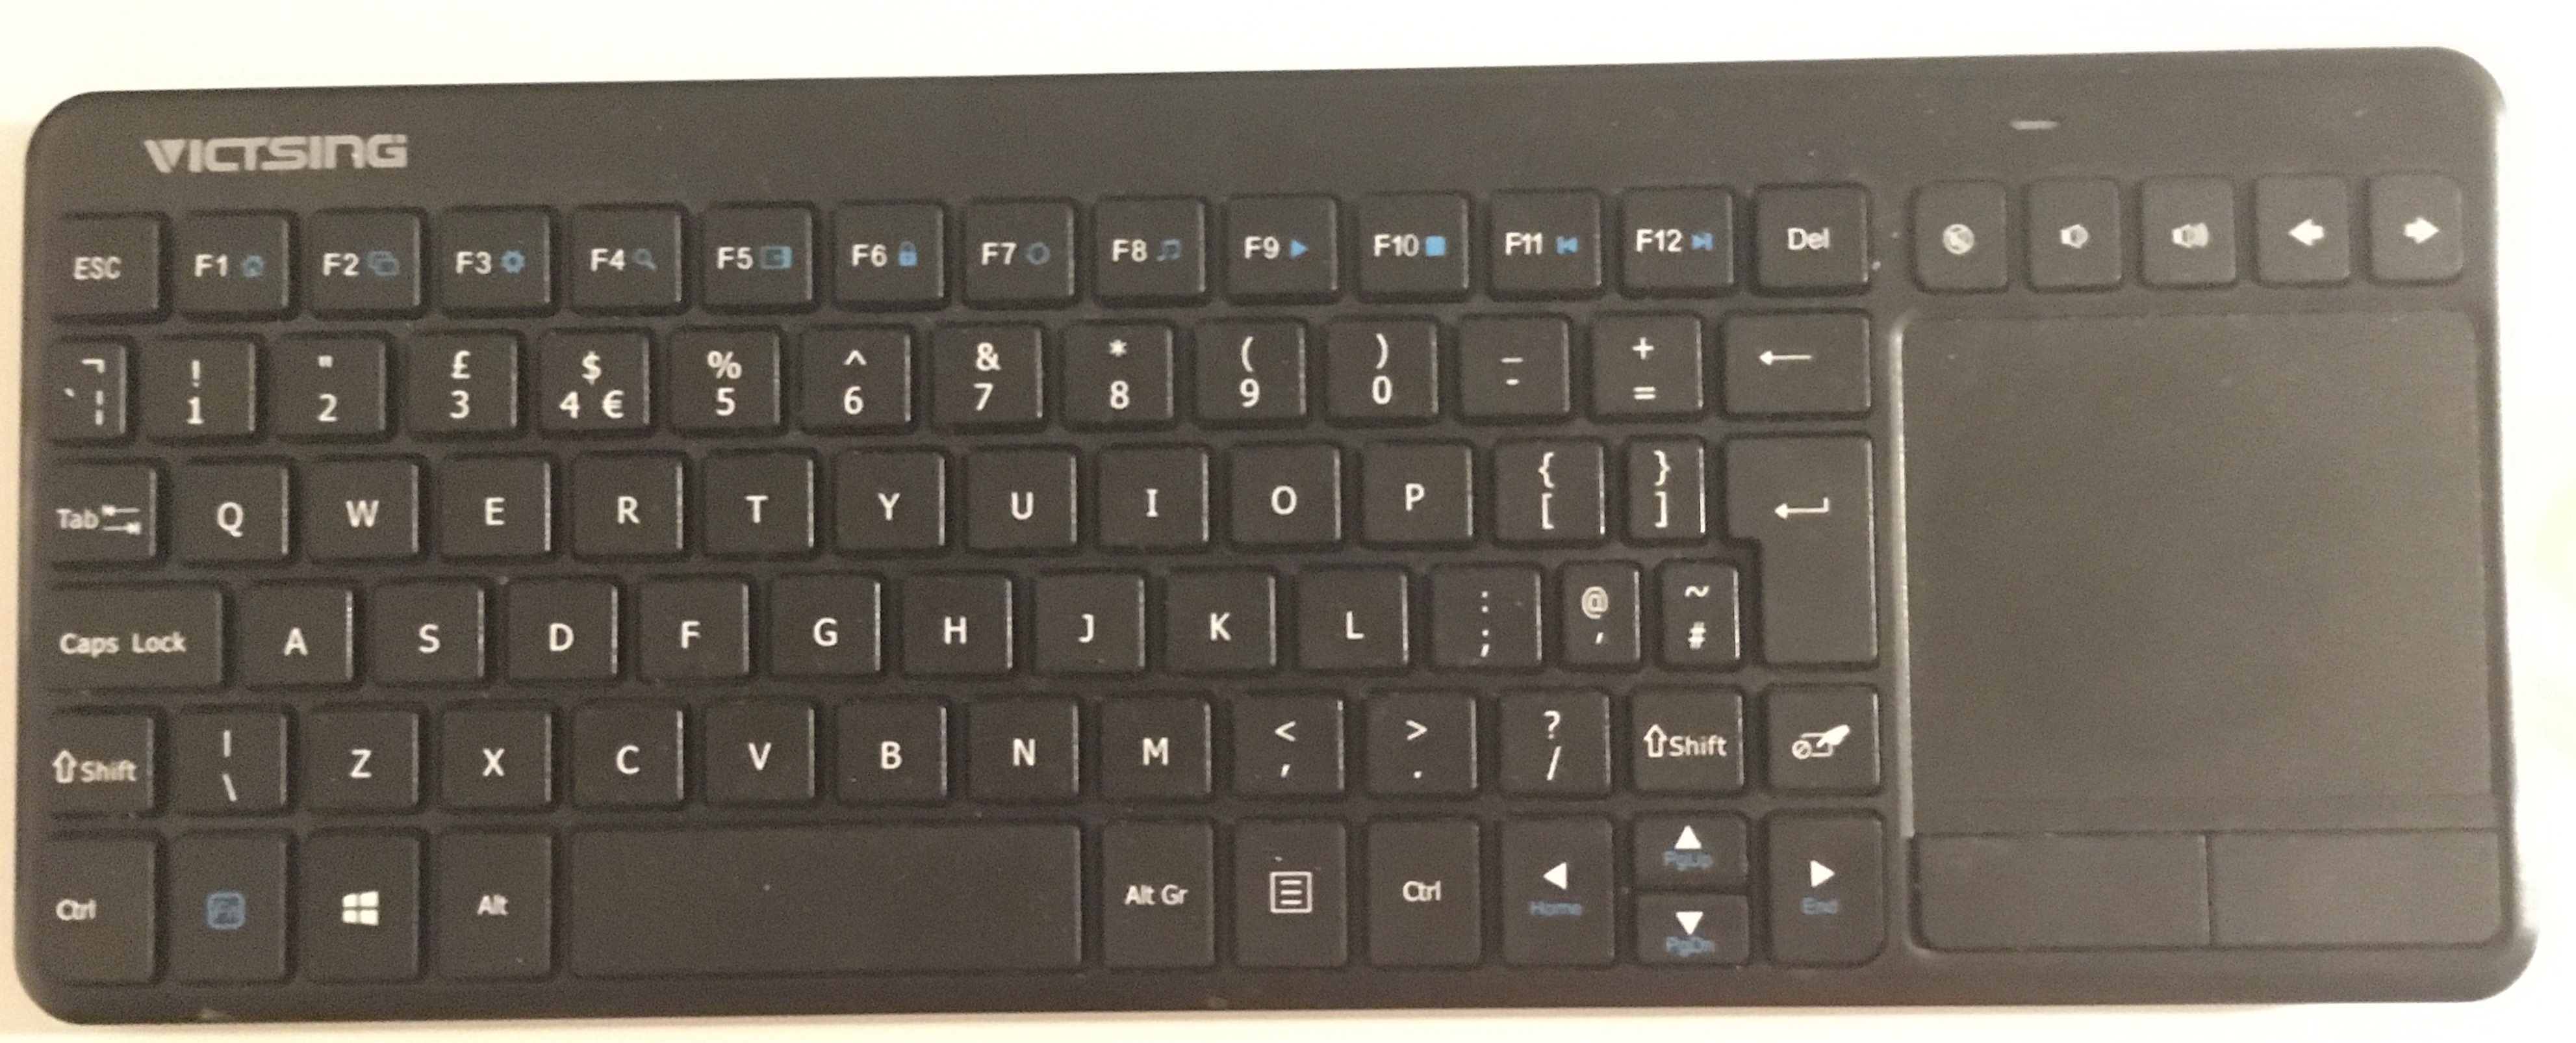 VICTSING
ESC F1 F2 F3 F4 F5 F6 F7 F8 F9 F10 F11 F12 Del
¬ ! " £ $ % ^ & * ( ) _ +
` ¦ 1 2 3 4 € 5 6 7 8 9 0 - =
Tab Q W E R T Y U I O P { [ } ]
Caps Lock A S D F G H J K L : ; @ ' ~ #
Shift | \ Z X C V B N M < , > . ? / Shift
Ctrl Fn Alt Alt Gr Ctrl Home PgUp PgDn End